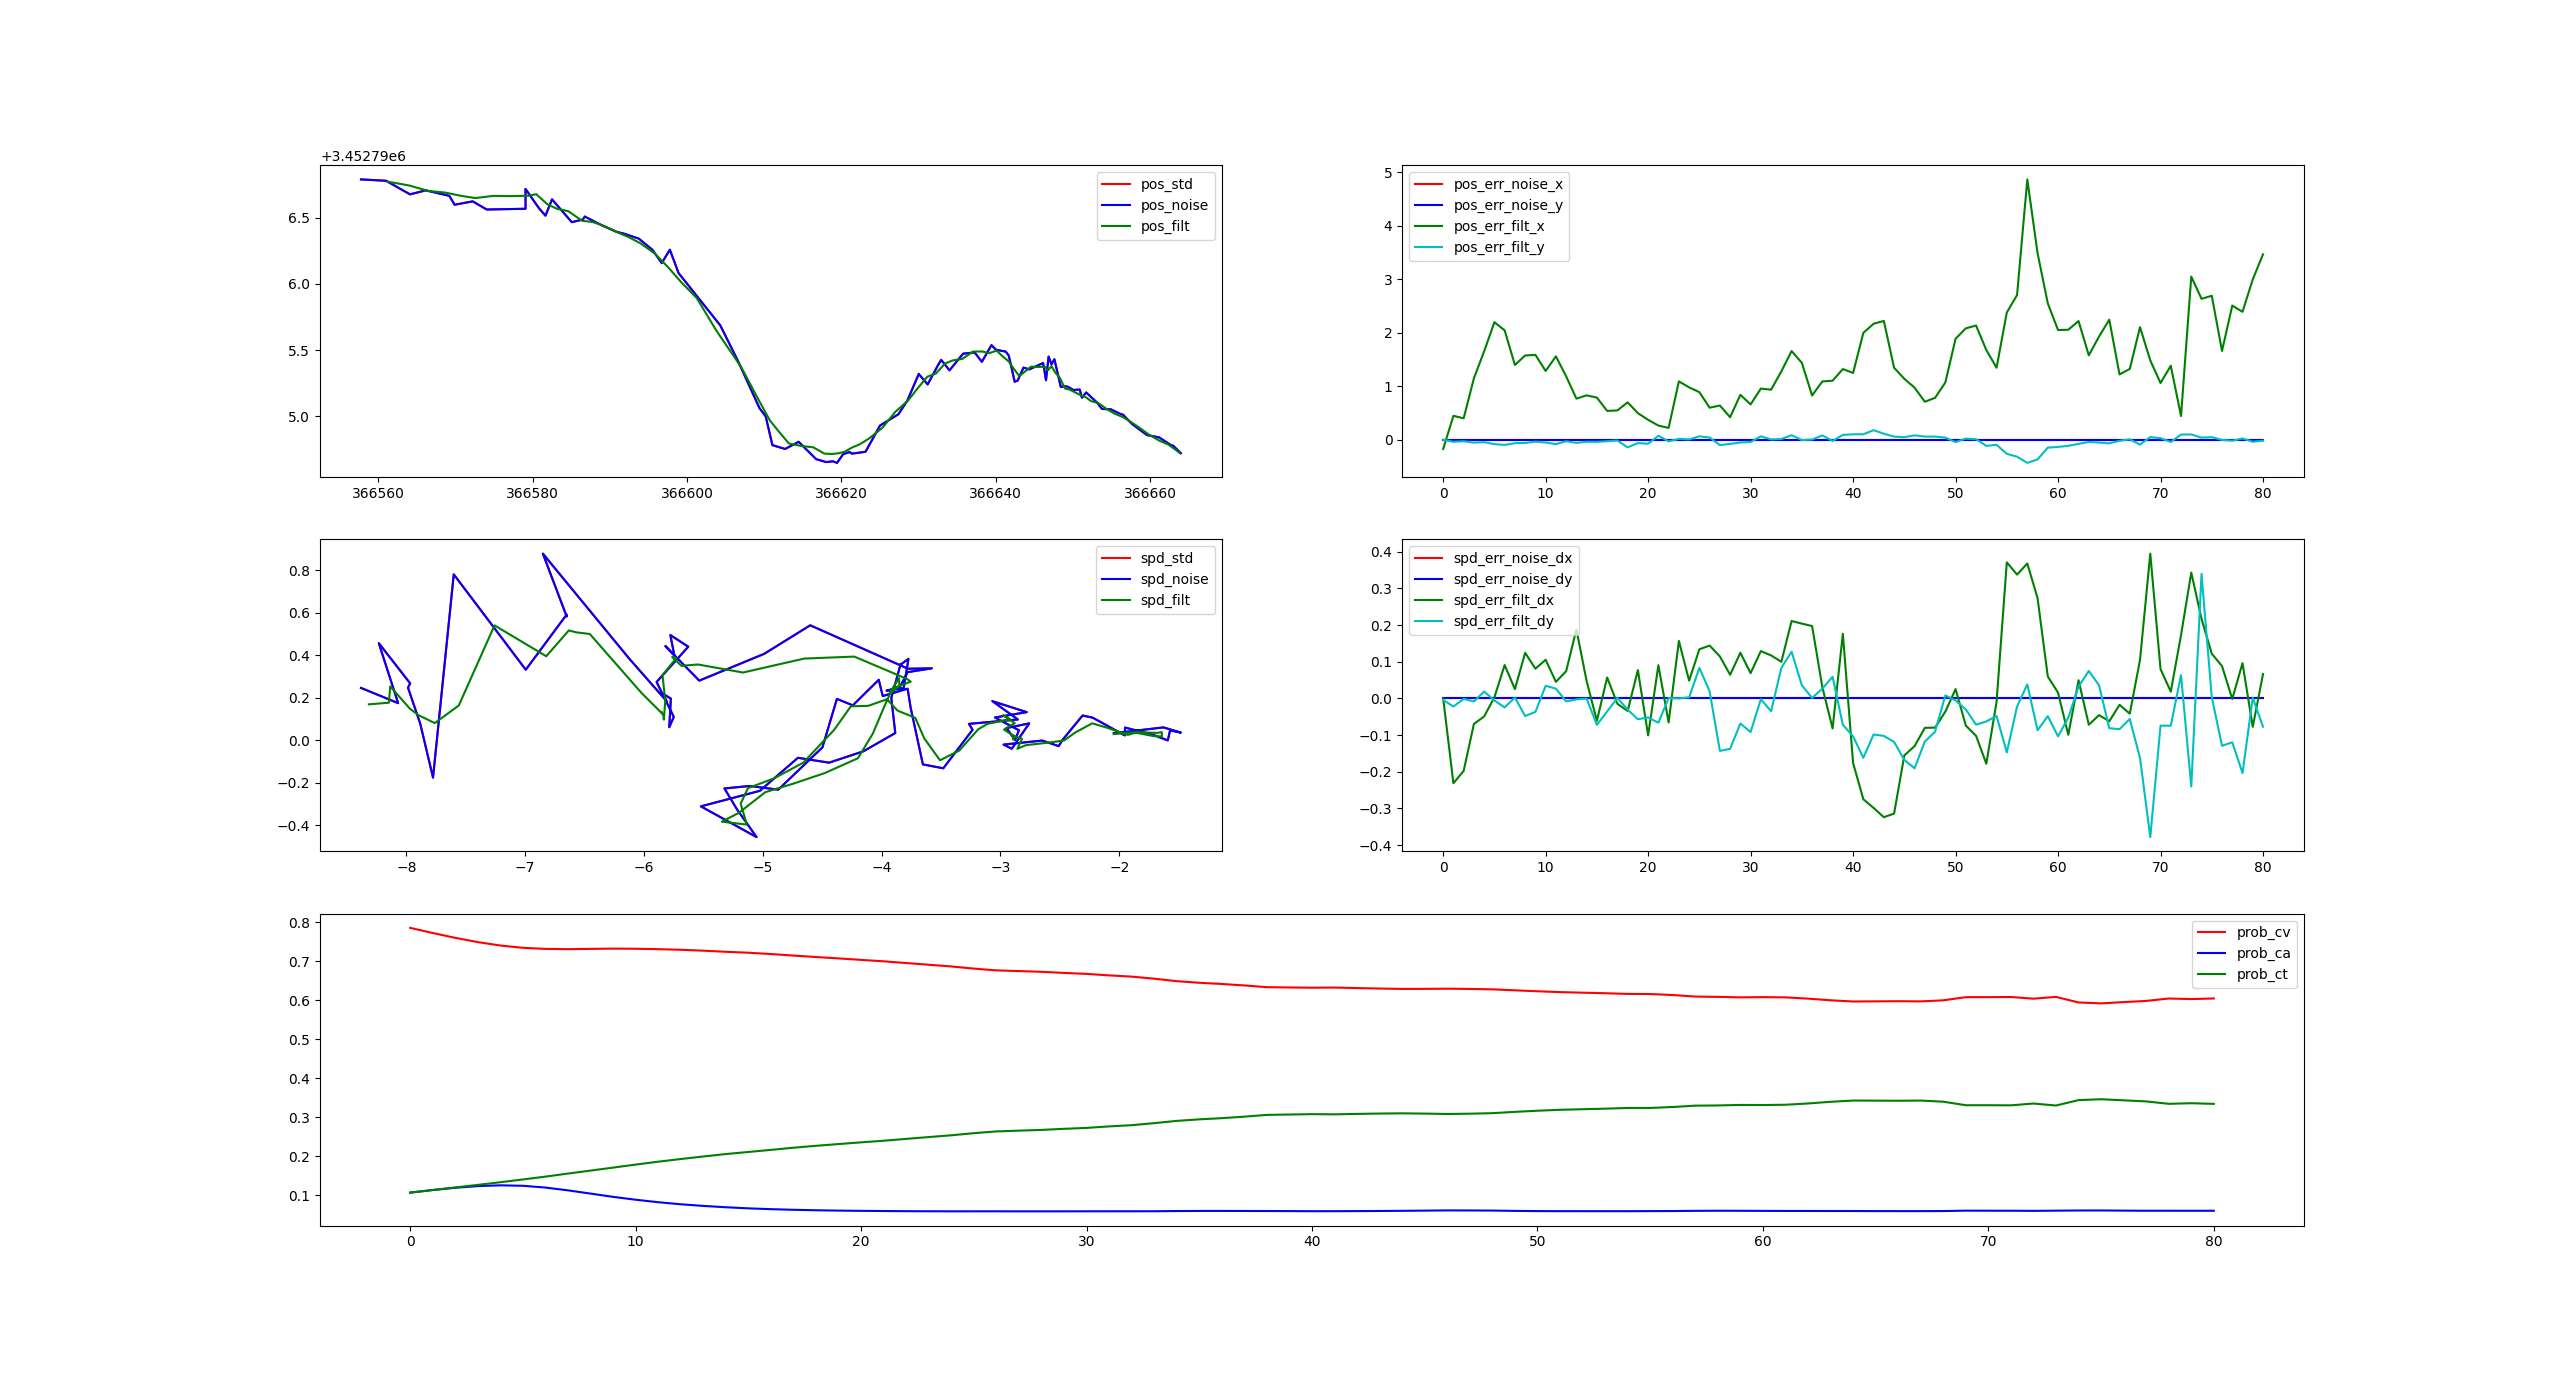 +3.45279e6
6.5
6.0
5.5
5.0
366560 366580 366600 366620 366640 366660
pos_std
pos_noise
pos_filt
5
4
3
2
1
0
0 10 20 30 40 50 60 70 80
pos_err_noise_x
pos_err_noise_y
pos_err_filt_x
pos_err_filt_y
0.8
0.6
0.4
0.2
0.0
−0.2
−0.4
−8 −7 −6 −5 −4 −3 −2
spd_std
spd_noise
spd_filt
0.4
0.3
0.2
0.1
0.0
−0.1
−0.2
−0.3
−0.4
0 10 20 30 40 50 60 70 80
spd_err_noise_dx
spd_err_noise_dy
spd_err_filt_dx
spd_err_filt_dy
0.8
0.7
0.6
0.5
0.4
0.3
0.2
0.1
0 10 20 30 40 50 60 70 80
prob_cv
prob_ca
prob_ct